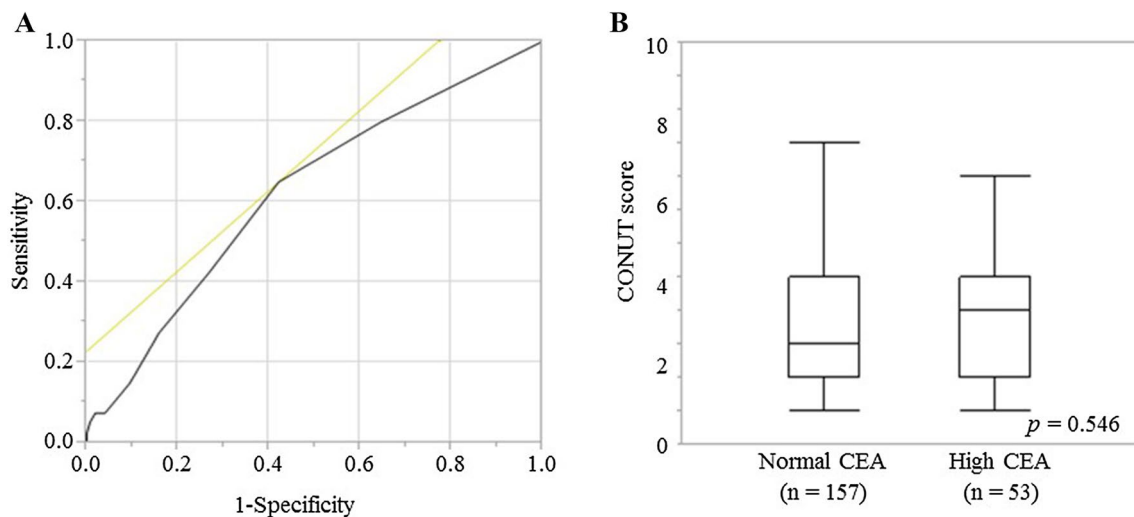 A
1.0
0.8
0.6
0.4
0.2
0.0
Sensitivity
0.0 0.2 0.4 0.6 0.8 1.0
1-Specificity
B
10
8
6
4
2
0
CONUT score
p = 0.546
Normal CEA High CEA
(n = 157) (n = 53)